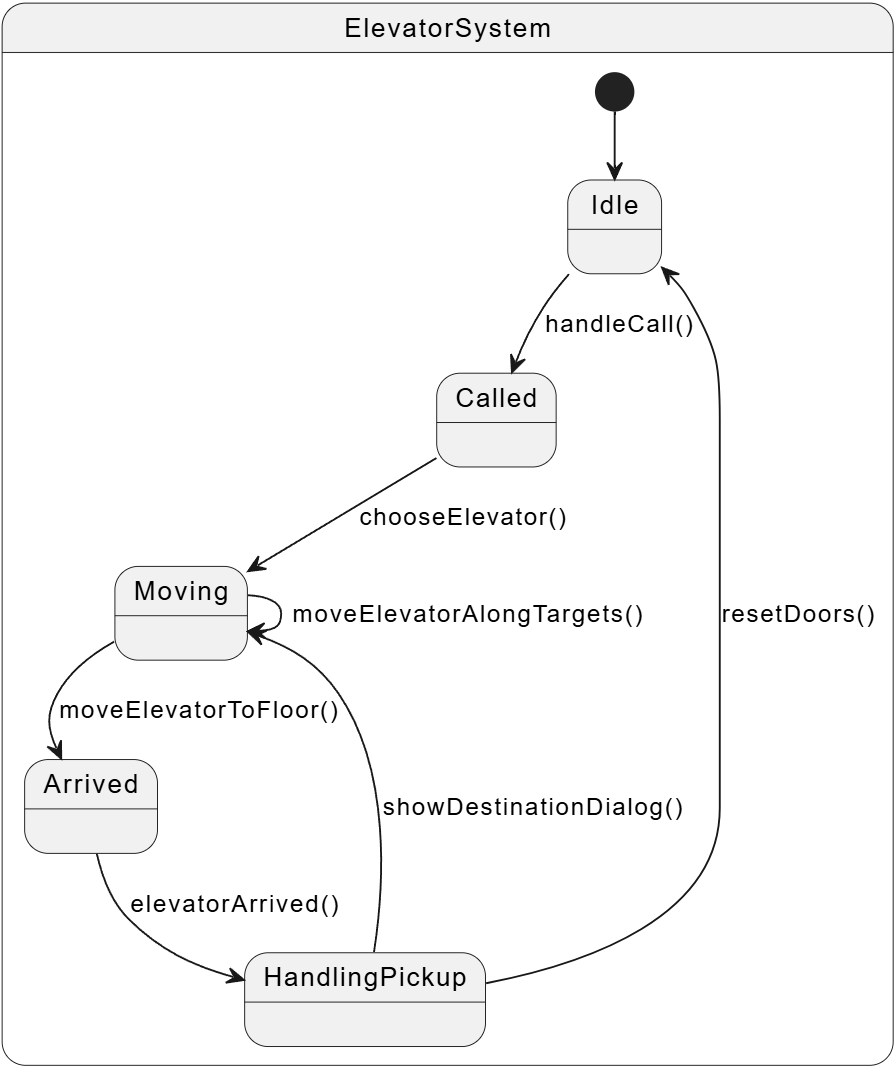 ElevatorSystem
Idle
handleCall()
Called
chooseElevator()
Moving
moveElevatorAlongTargets()
resetDoors()
moveElevatorToFloor()
Arrived
showDestinationDialog()
elevatorArrived()
HandlingPickup